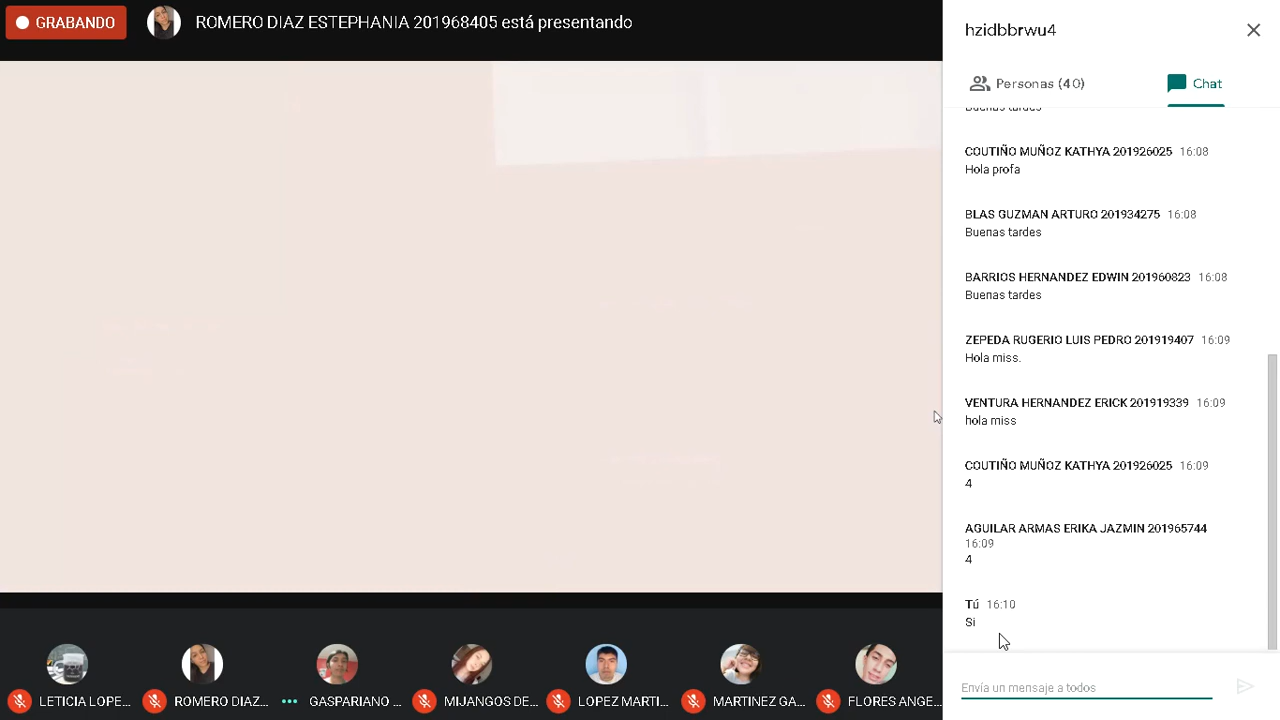 GRABANDO
ROMERO DIAZ ESTEPHANIA 201968405 está presentando
hzidbbrwu4
Personas (40)
Chat
Buenas tardes
COUTIÑO MUÑOZ KATHYA 201926025 16:08
Hola profa
BLAS GUZMAN ARTURO 201934275 16:08
Buenas tardes
BARRIOS HERNANDEZ EDWIN 201960823 16:08
Buenas tardes
ZEPEDA RUGERIO LUIS PEDRO 201919407 16:09
Hola miss.
VENTURA HERNANDEZ ERICK 201919339 16:09
hola miss
COUTIÑO MUÑOZ KATHYA 201926025 16:09
4
AGUILAR ARMAS ERIKA JAZMIN 201965744
16:09
4
Tú 16:10
Si
Envía un mensaje a todos
LETICIA LOPE...
ROMERO DIAZ...
GASPARIANO ...
MIJANGOS DE...
LOPEZ MARTI...
MARTINEZ GA...
FLORES ANGE...